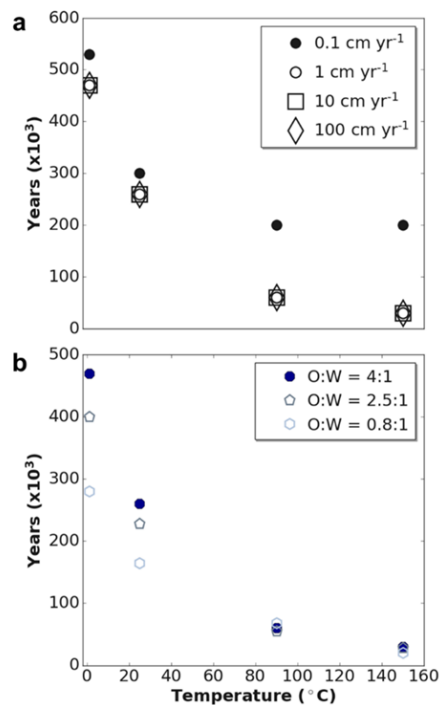 a
600
500
400
300
200
100
0
Years (x10³)
0.1 cm yr⁻¹
1 cm yr⁻¹
10 cm yr⁻¹
100 cm yr⁻¹
b
500
400
300
200
100
0
Years (x10³)
O:W = 4:1
O:W = 2.5:1
O:W = 0.8:1
0 20 40 60 80 100 120 140 160
Temperature (°C)